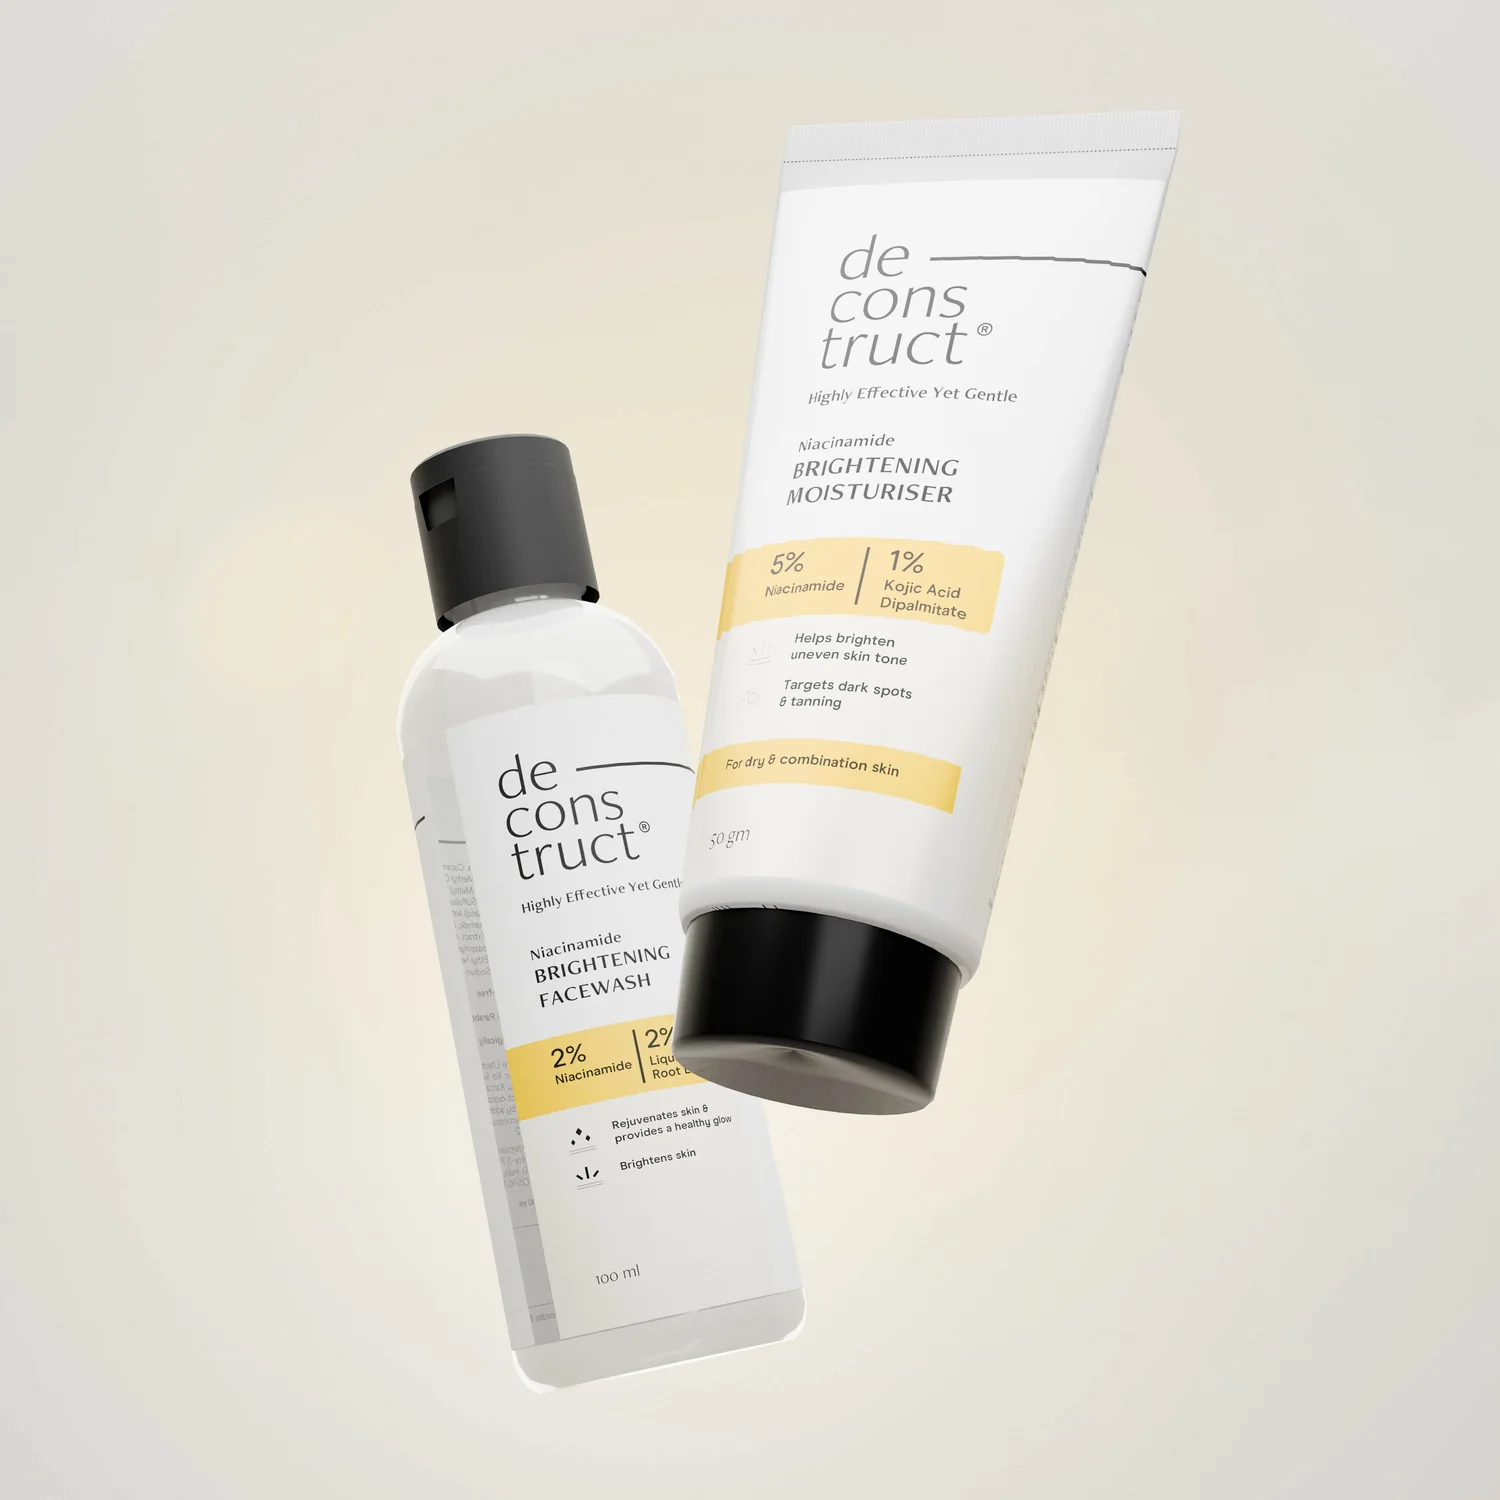 de
cons
truct®
Highly Effective Yet Gentle
Niacinamide
BRIGHTENING
MOISTURISER
5%
Niacinamide
1%
Kojic Acid
Dipalmitate
Helps brighten
uneven skin tone
Targets dark spots
& tanning
For dry & combination skin
50 gm
de
cons
truct®
Highly Effective Yet
Niacinamide
BRIGHTENING
FACEWASH
2%
Niacinamide
2%
Root
Rejuvenates skin &
provides a healthy glow
Brightens skin
100 ml